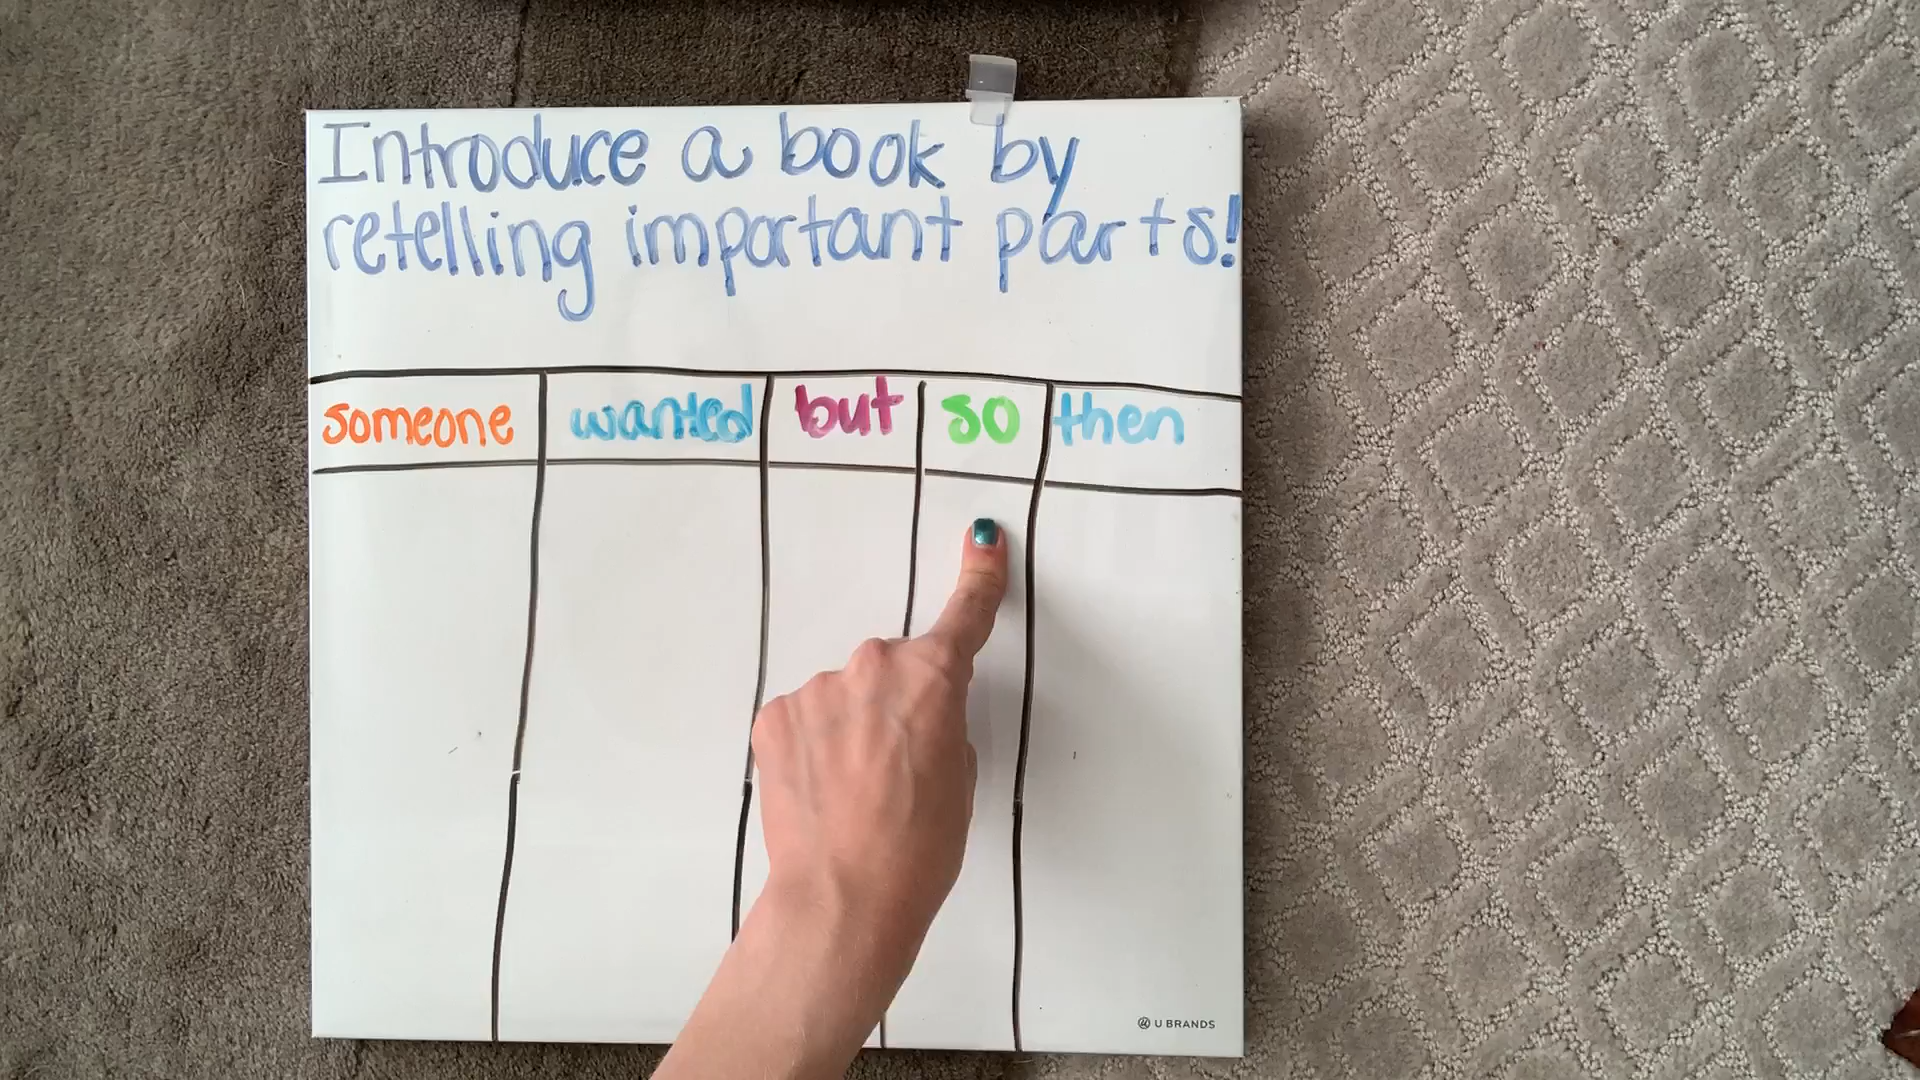 Introduce a book by
retelling important parts!
someone wanted but so then
U BRANDS